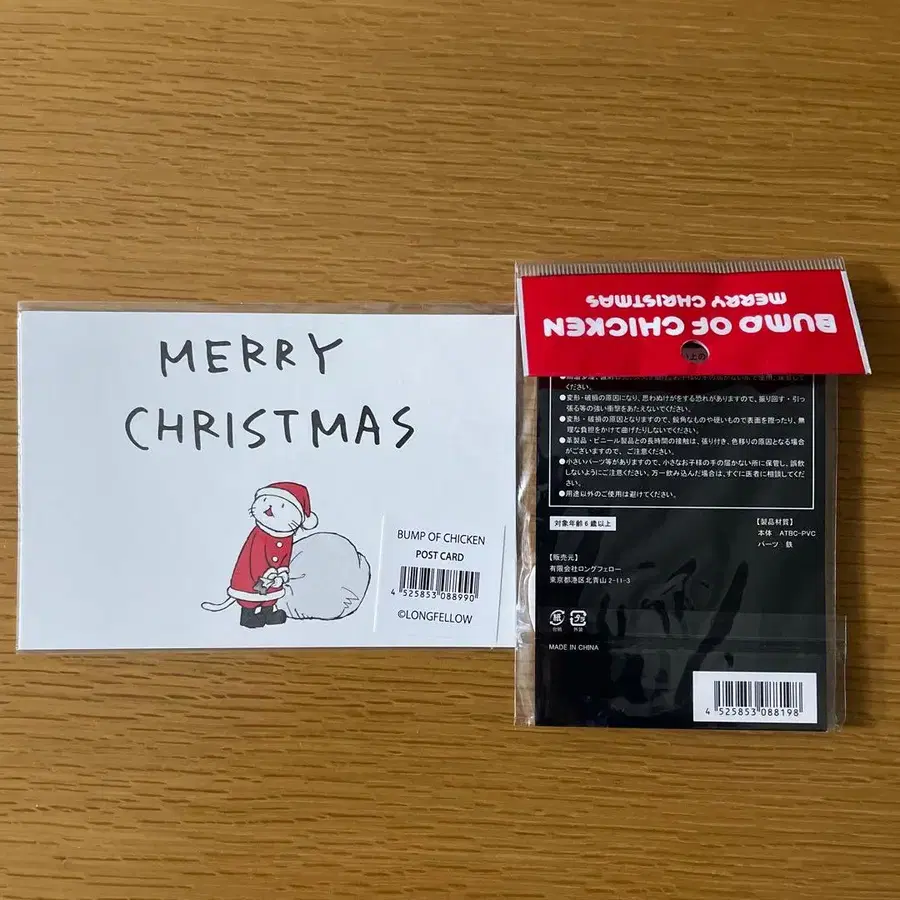 MERRY
CHRISTMAS
BUMP OF CHICKEN
POST CARD
4 525853 088990
©LONGFELLOW
BUMP OF CHICKEN
MERRY CHRISTMAS
ください。
●変形・破損の原因になり、思わぬけがをする恐れがありますので、振り回す・引っ
張る等の強い衝撃をあたえないでください。
●変形・破損の原因となりますので、鋭角なものや硬いもので表面を擦ったり、無
理な負担をかけて曲げたりしないでください。
●革製品・ビニール製品との長時間の接触は、張り付き、色移りの原因となる場合
がございますので、ご注意ください。
●小さいパーツ等がありますので、小さなお子様の手の届かない所に保管し、誤飲
しないようにご注意ください。万一飲み込んだ場合は、すぐに医者に相談してくだ
さい。
●用途以外のご使用は避けてください。
対象年齢6歳以上
【製品材質】
本体 ATBC-PVC
パーツ 鉄
【販売元】
有限会社ロングフェロー
東京都港区北青山2-11-3
紙 プラ
台紙 外装
MADE IN CHINA
4 525853 088198